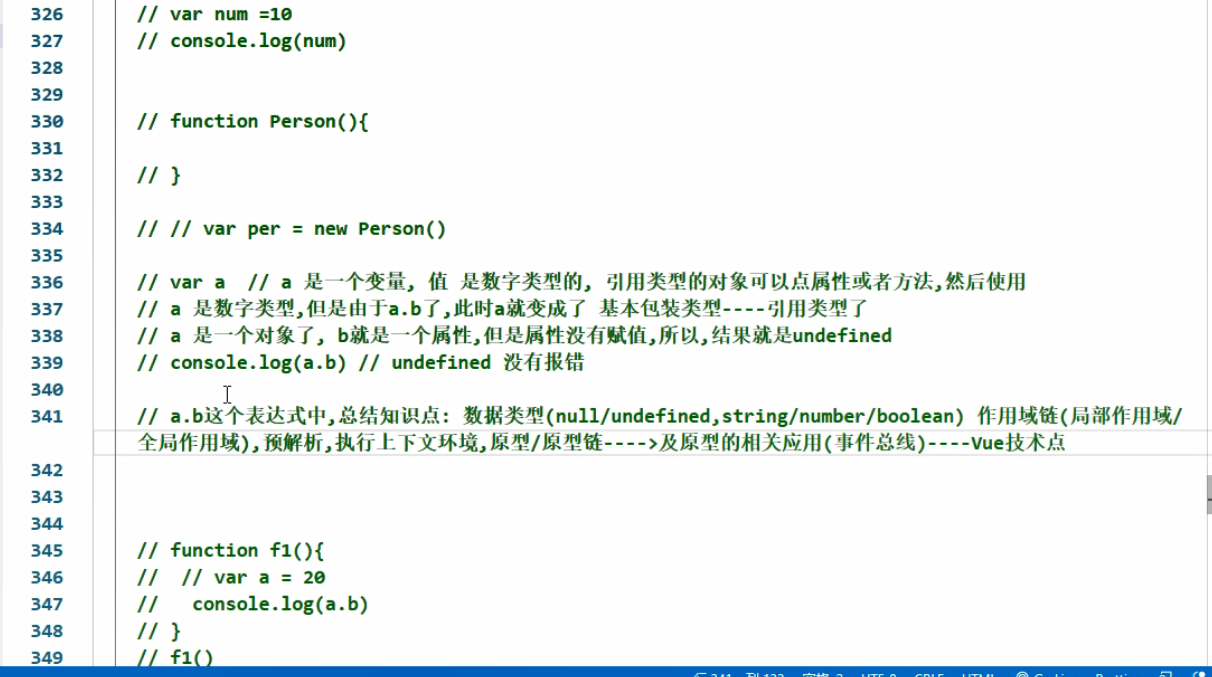 326 // var num =10
327 // console.log(num)
328
329
330 // function Person(){
331
332 // }
333
334 // // var per = new Person()
335
336 // var a  // a 是一个变量, 值 是数字类型的, 引用类型的对象可以点属性或者方法,然后使用
337 // a 是数字类型,但是由于a.b了,此时a就变成了 基本包装类型----引用类型了
338 // a 是一个对象了, b就是一个属性,但是属性没有赋值,所以,结果就是undefined
339 // console.log(a.b) // undefined 没有报错
340
341 // a.b这个表达式中,总结知识点: 数据类型(null/undefined,string/number/boolean) 作用域链(局部作用域/
全局作用域),预解析,执行上下文环境,原型/原型链---->及原型的相关应用(事件总线)----Vue技术点
342
343
344
345 // function f1(){
346 //  // var a = 20
347 //   console.log(a.b)
348 // }
349 // f1()